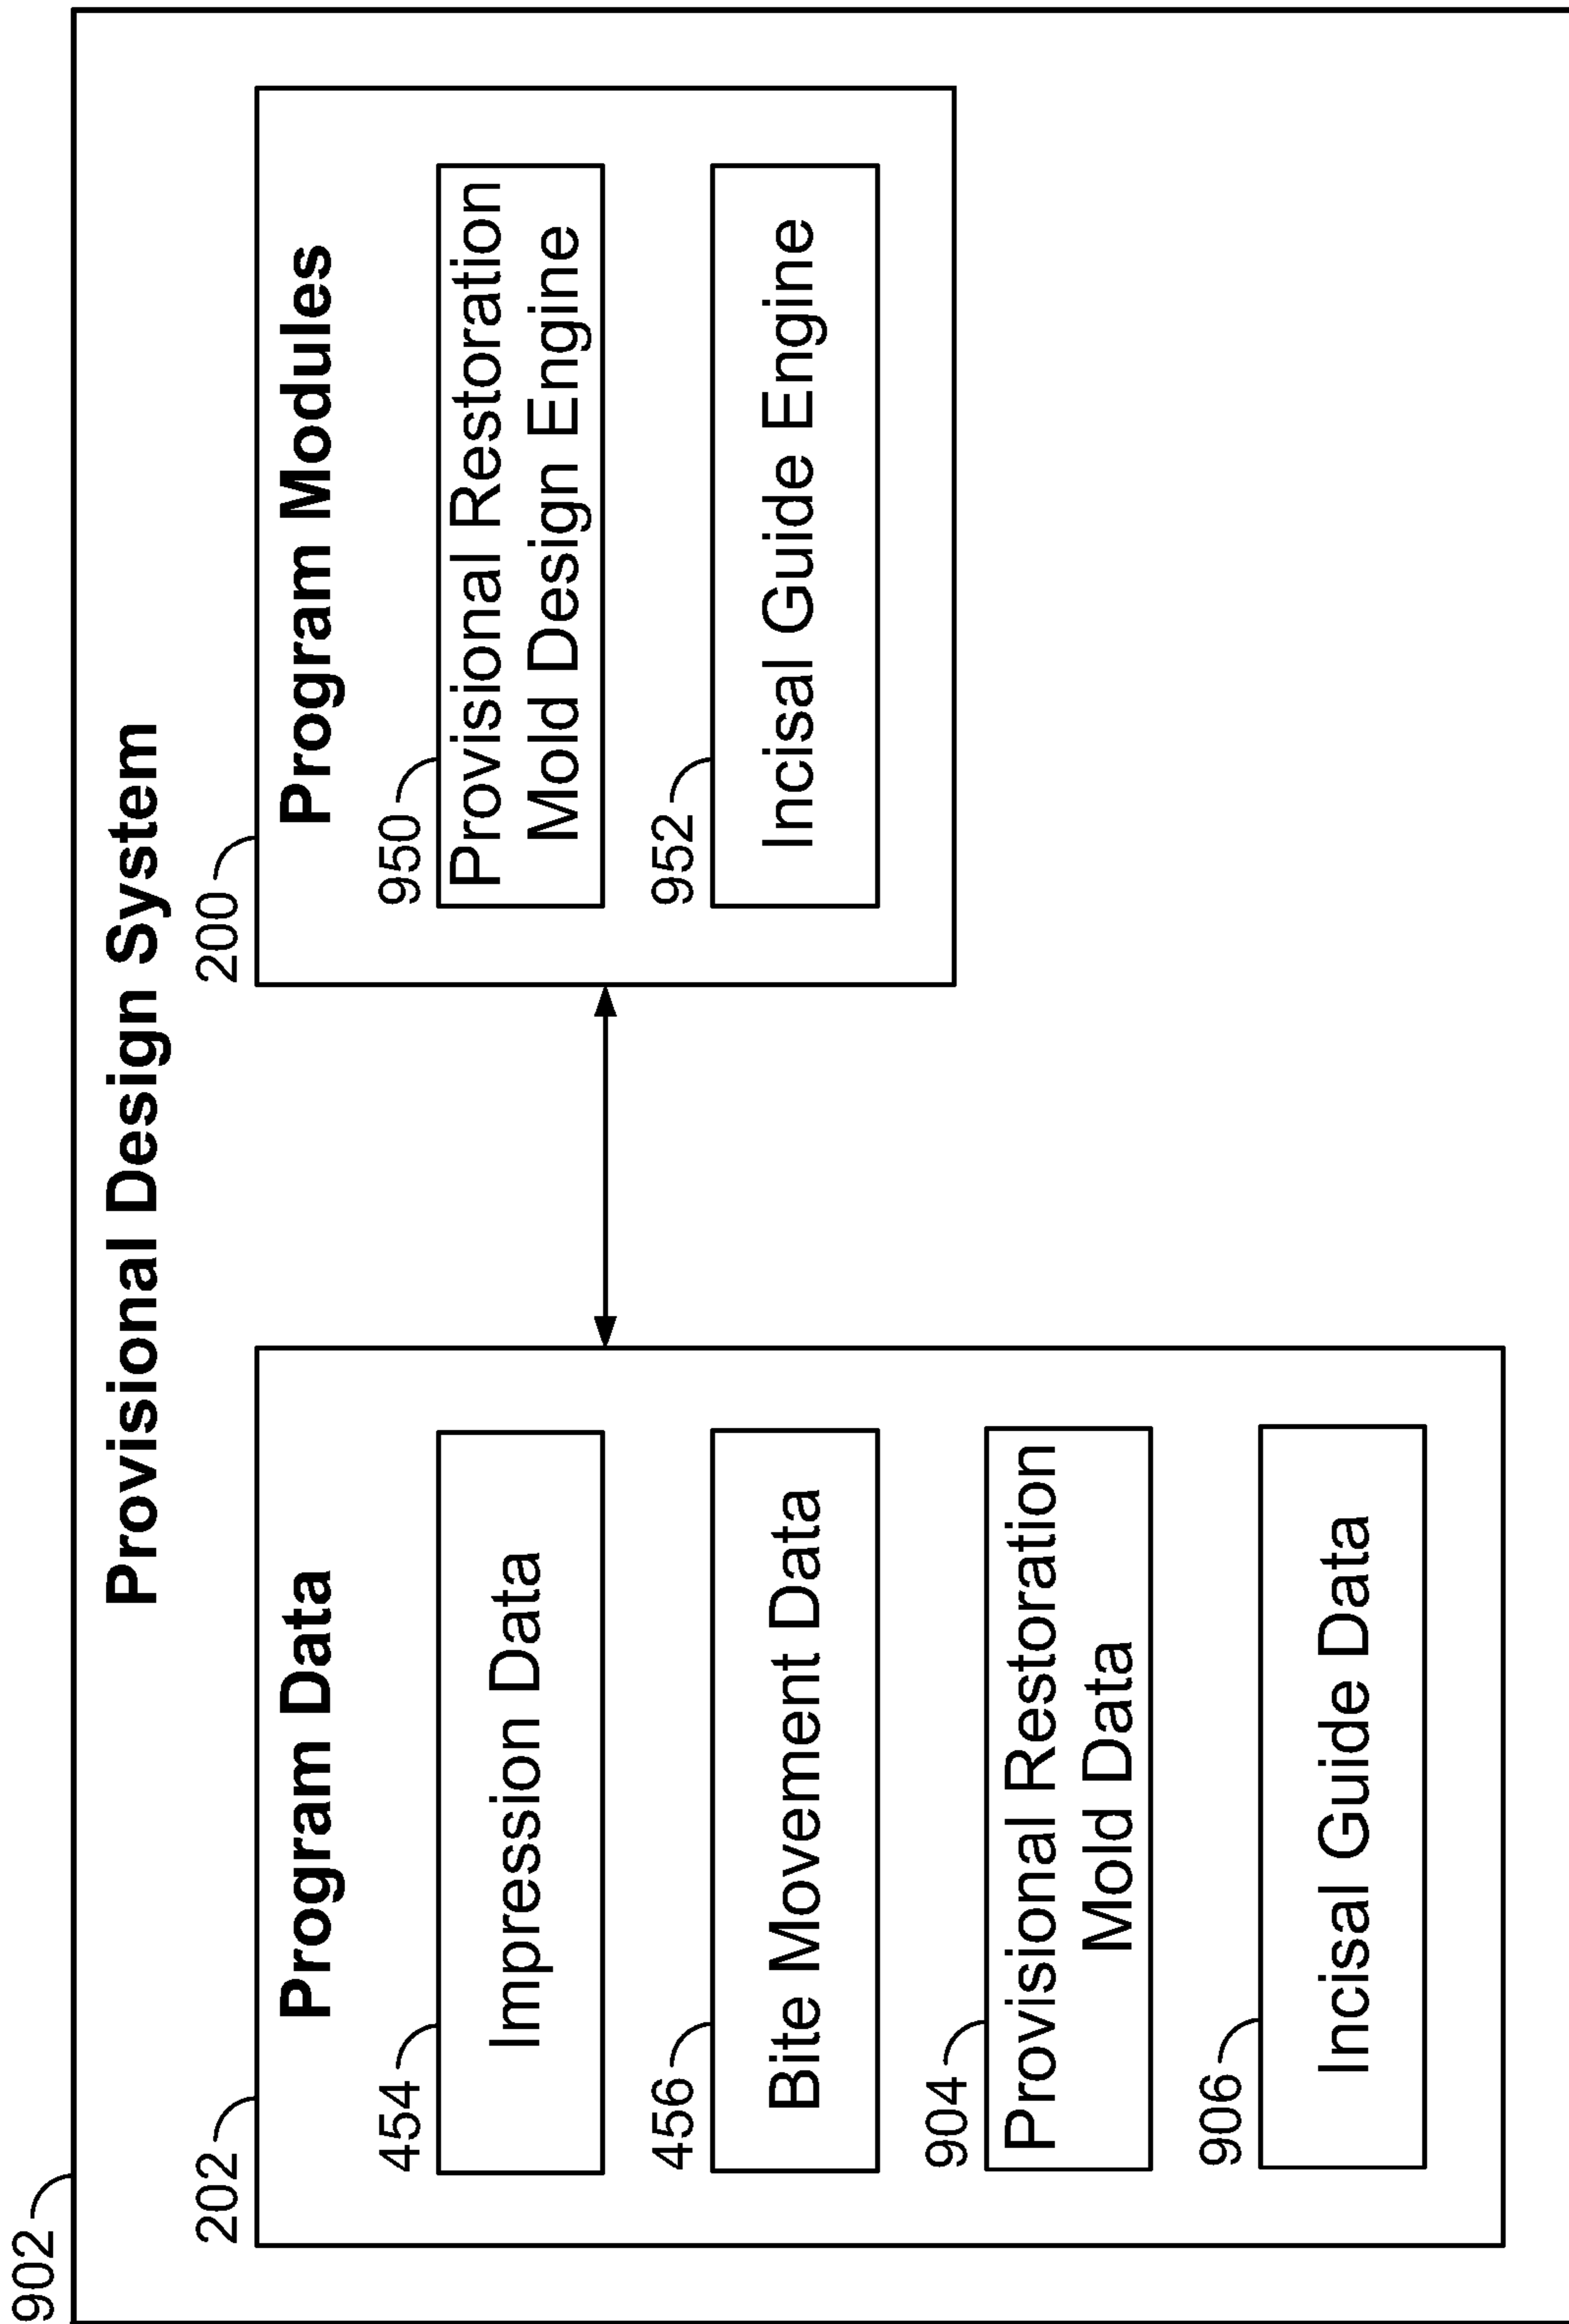 902
Provisional Design System
202
Program Data
454
Impression Data
456
Bite Movement Data
904
Provisional Restoration
Mold Data
906
Incisal Guide Data
200
Program Modules
950
Provisional Restoration
Mold Design Engine
952
Incisal Guide Engine